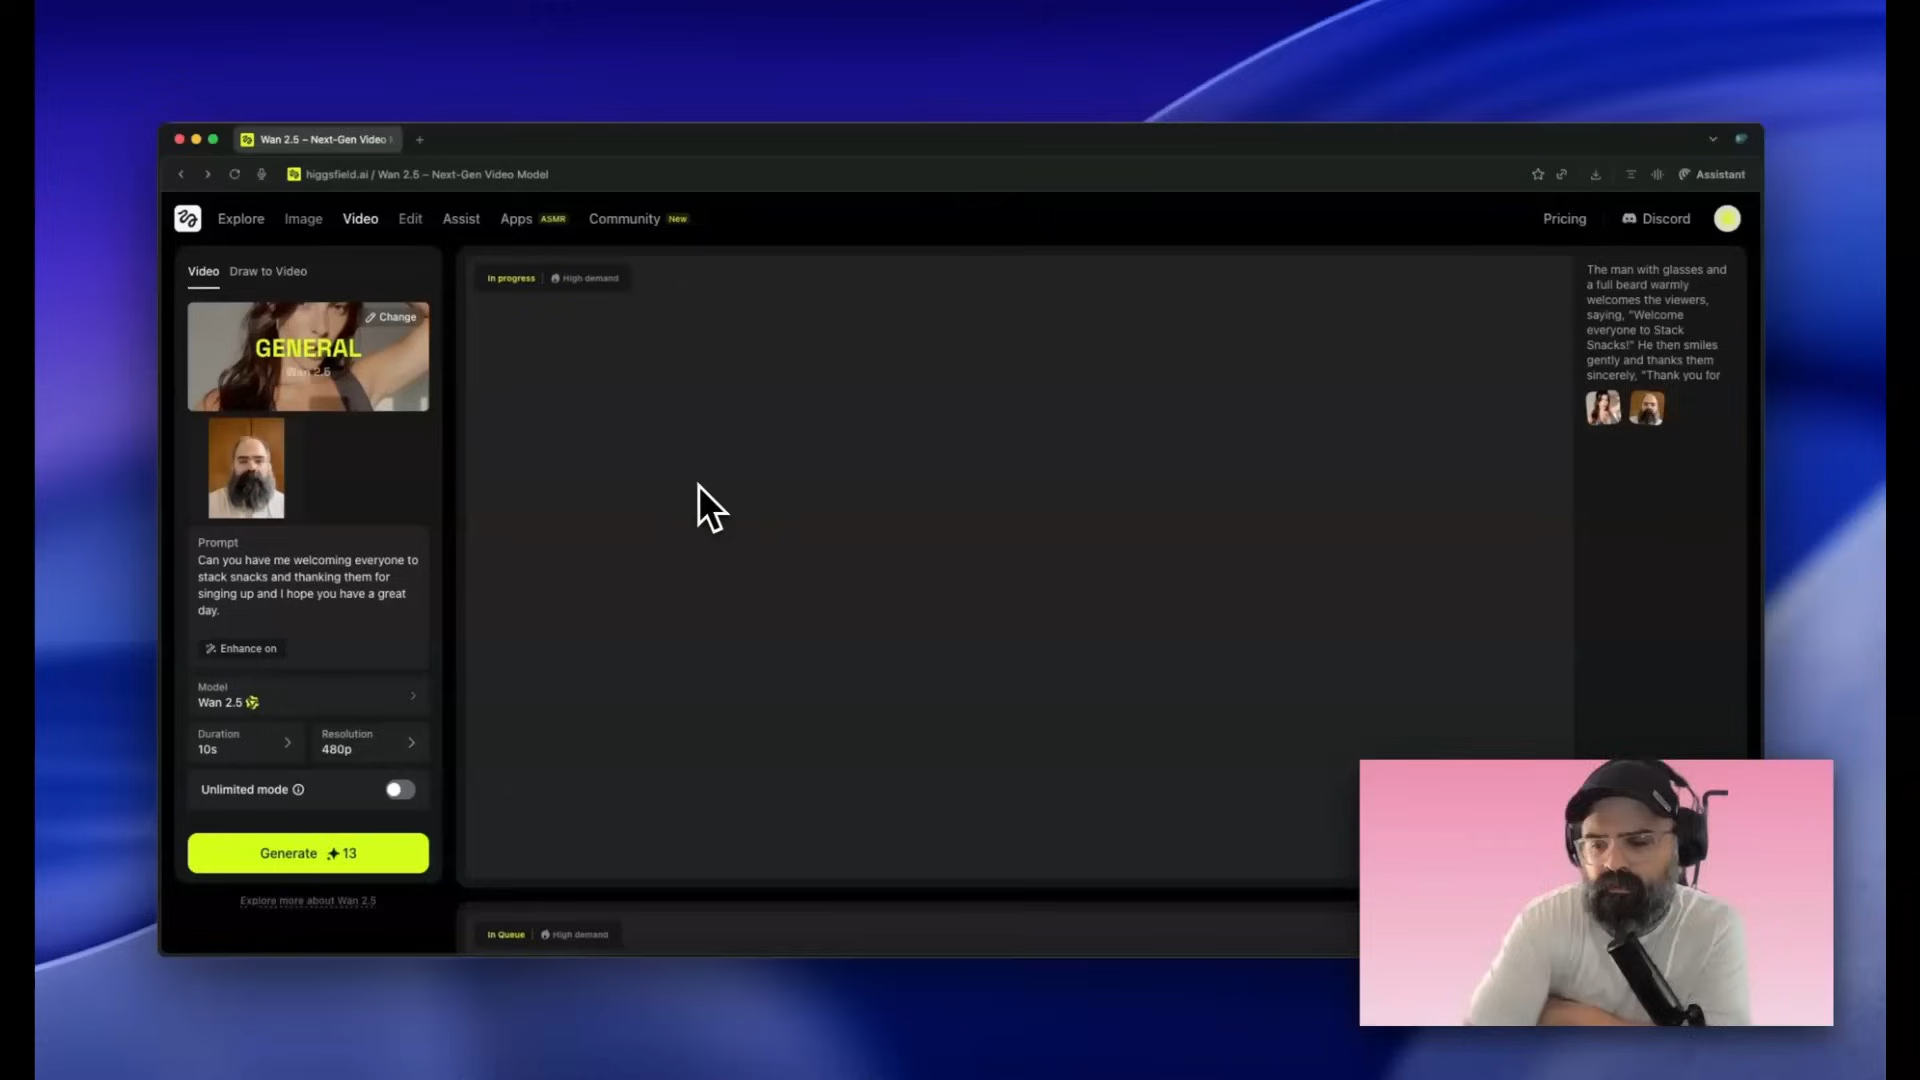 Wan 2.5 – Next-Gen Video
higgsfield.ai / Wan 2.5 – Next-Gen Video Model
Assistant
Explore
Image
Video
Edit
Assist
Apps ASMR
Community New
Pricing
Discord
Video
Draw to Video
Change
GENERAL
Wan 2.5
Prompt
Can you have me welcoming everyone to
stack snacks and thanking them for
singing up and I hope you have a great
day.
Enhance on
Model
Wan 2.5
Duration
10s
Resolution
480p
Unlimited mode
Generate 13
Explore more about Wan 2.5
In progress
High demand
In Queue
High demand
The man with glasses and
a full beard warmly
welcomes the viewers,
saying, "Welcome
everyone to Stack
Snacks!" He then smiles
gently and thanks them
sincerely, "Thank you for